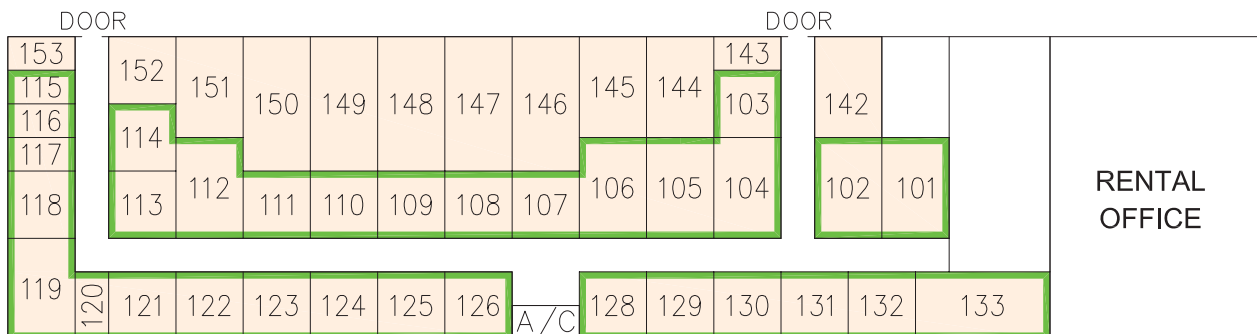 DOOR DOOR
153 152 151 150 149 148 147 146 145 144 143 142
115 116 117 118 119
114 113 112 111 110 109 108 107 106 105 104 103 102 101
RENTAL
OFFICE
120 121 122 123 124 125 126 A/C 128 129 130 131 132 133